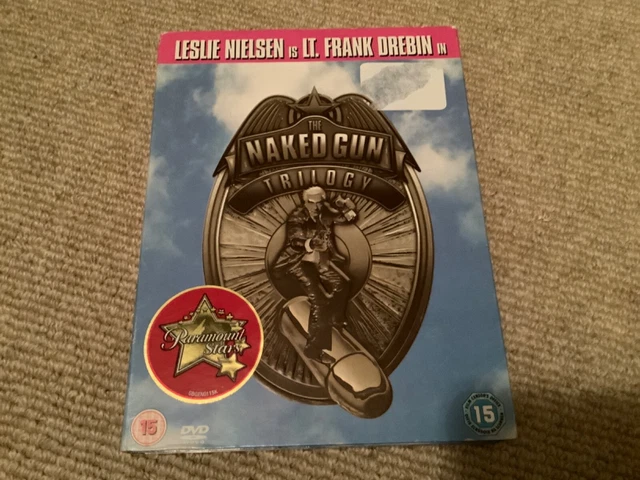 LESLIE NIELSEN IS LT. FRANK DREBIN IN
THE
NAKED GUN
TRILOGY
Paramount
Stars
15
DVD
15